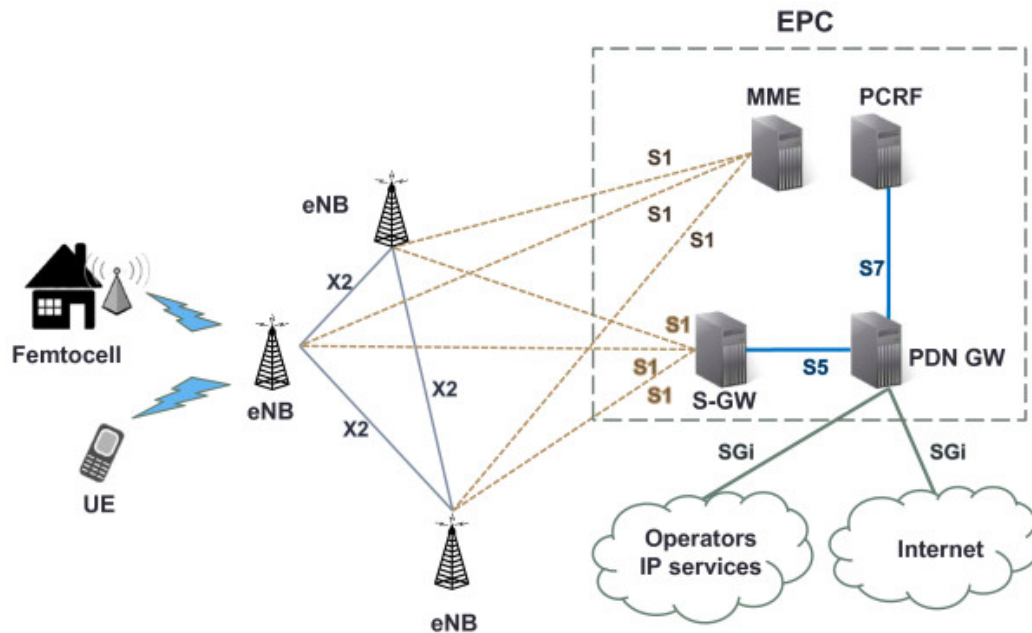 EPC
MME
PCRF
S1
eNB
S1
S1
X2
S7
Femtocell
S1
PDN GW
S1
S5
X2
S1
S-GW
eNB
X2
SGi
SGi
UE
Operators
IP services
Internet
eNB